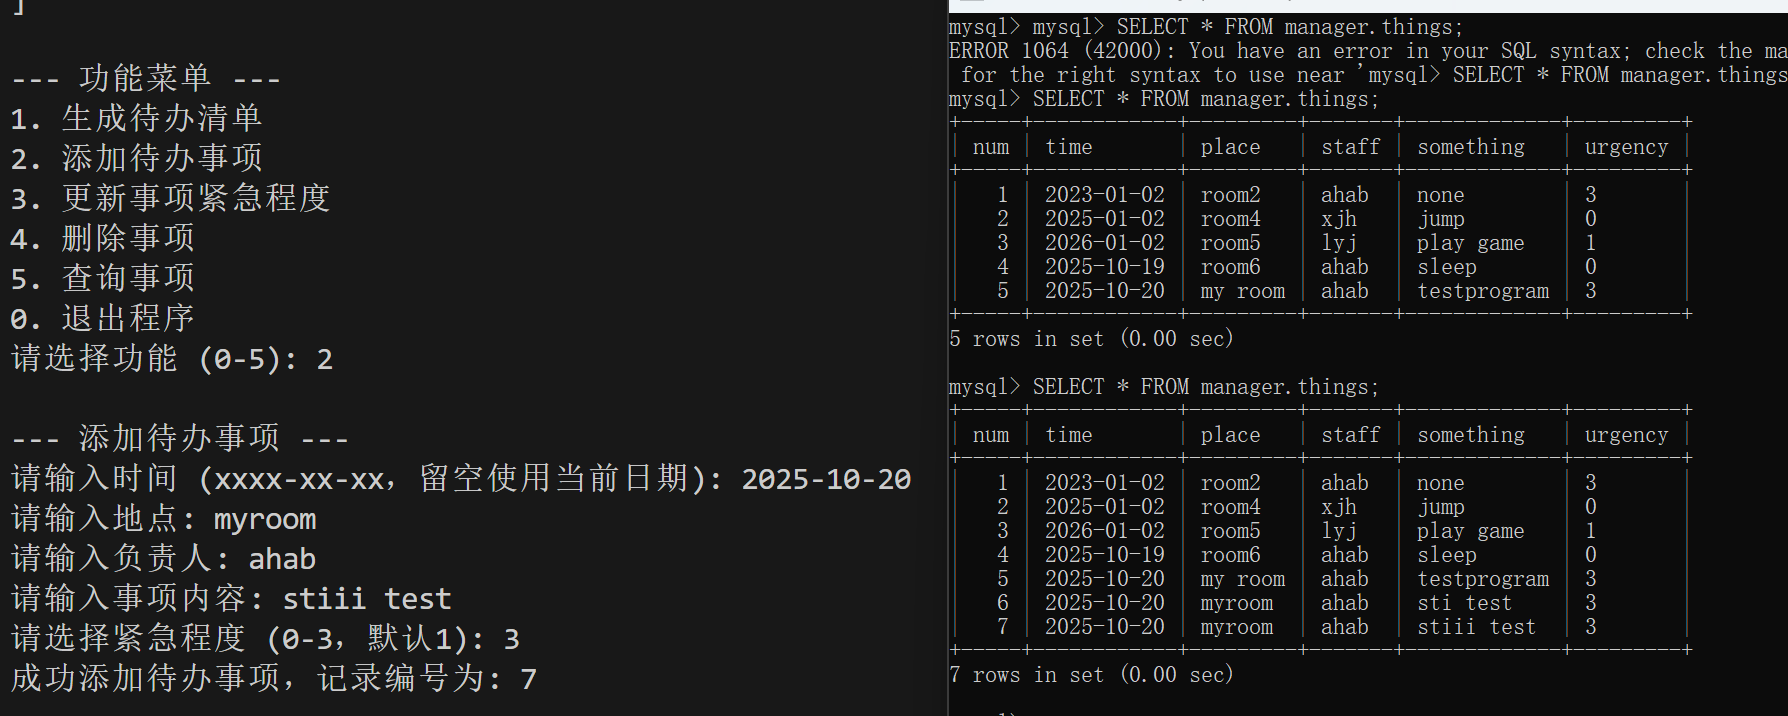 ]
--- 功能菜单 ---
1. 生成待办清单
2. 添加待办事项
3. 更新事项紧急程度
4. 删除事项
5. 查询事项
0. 退出程序
请选择功能 (0-5): 2
--- 添加待办事项 ---
请输入时间 (xxxx-xx-xx, 留空使用当前日期): 2025-10-20
请输入地点: myroom
请输入负责人: ahab
请输入事项内容: stiii test
请选择紧急程度 (0-3, 默认1): 3
成功添加待办事项, 记录编号为: 7
mysql> mysql> SELECT * FROM manager.things;
ERROR 1064 (42000): You have an error in your SQL syntax; check the ma
for the right syntax to use near 'mysql> SELECT * FROM manager.things
mysql> SELECT * FROM manager.things;
+-----+------------+---------+-------+-------------+---------+
| num | time       | place   | staff | something   | urgency |
+-----+------------+---------+-------+-------------+---------+
|   1 | 2023-01-02 | room2   | ahab  | none        | 3       |
|   2 | 2025-01-02 | room4   | xjh   | jump        | 0       |
|   3 | 2026-01-02 | room5   | lyj   | play game   | 1       |
|   4 | 2025-10-19 | room6   | ahab  | sleep       | 0       |
|   5 | 2025-10-20 | my room | ahab  | testprogram | 3       |
+-----+------------+---------+-------+-------------+---------+
5 rows in set (0.00 sec)
mysql> SELECT * FROM manager.things;
+-----+------------+---------+-------+-------------+---------+
| num | time       | place   | staff | something   | urgency |
+-----+------------+---------+-------+-------------+---------+
|   1 | 2023-01-02 | room2   | ahab  | none        | 3       |
|   2 | 2025-01-02 | room4   | xjh   | jump        | 0       |
|   3 | 2026-01-02 | room5   | lyj   | play game   | 1       |
|   4 | 2025-10-19 | room6   | ahab  | sleep       | 0       |
|   5 | 2025-10-20 | my room | ahab  | testprogram | 3       |
|   6 | 2025-10-20 | myroom  | ahab  | sti test    | 3       |
|   7 | 2025-10-20 | myroom  | ahab  | stiii test  | 3       |
+-----+------------+---------+-------+-------------+---------+
7 rows in set (0.00 sec)